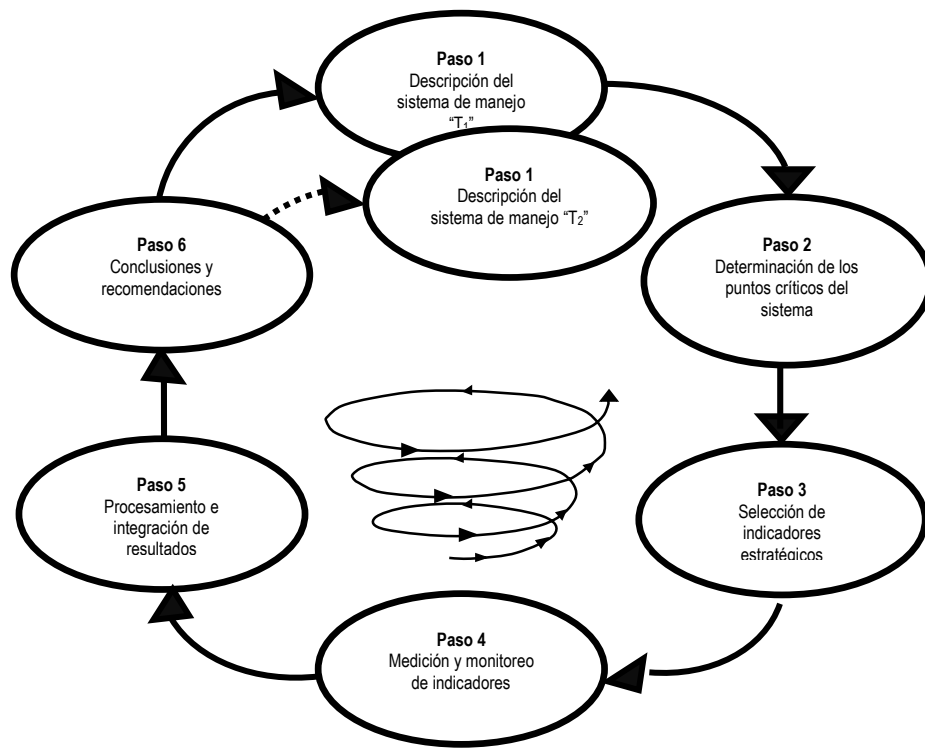 Paso 1
Descripción del
sistema de manejo
“T₁”
Paso 1
Descripción del
sistema de manejo “T₂”
Paso 2
Determinación de los
puntos críticos del
sistema
Paso 3
Selección de
indicadores
estratégicos
Paso 4
Medición y monitoreo
de indicadores
Paso 5
Procesamiento e
integración de
resultados
Paso 6
Conclusiones y
recomendaciones